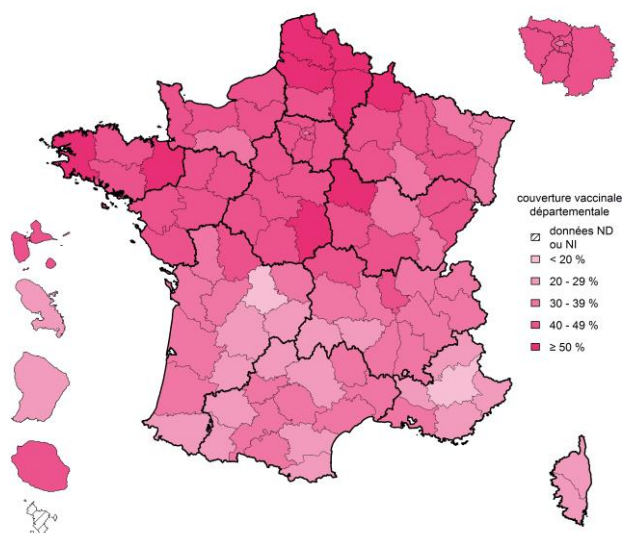 couverture vaccinale
départementale
données ND
ou NI
< 20 %
20 - 29 %
30 - 39 %
40 - 49 %
≥ 50 %